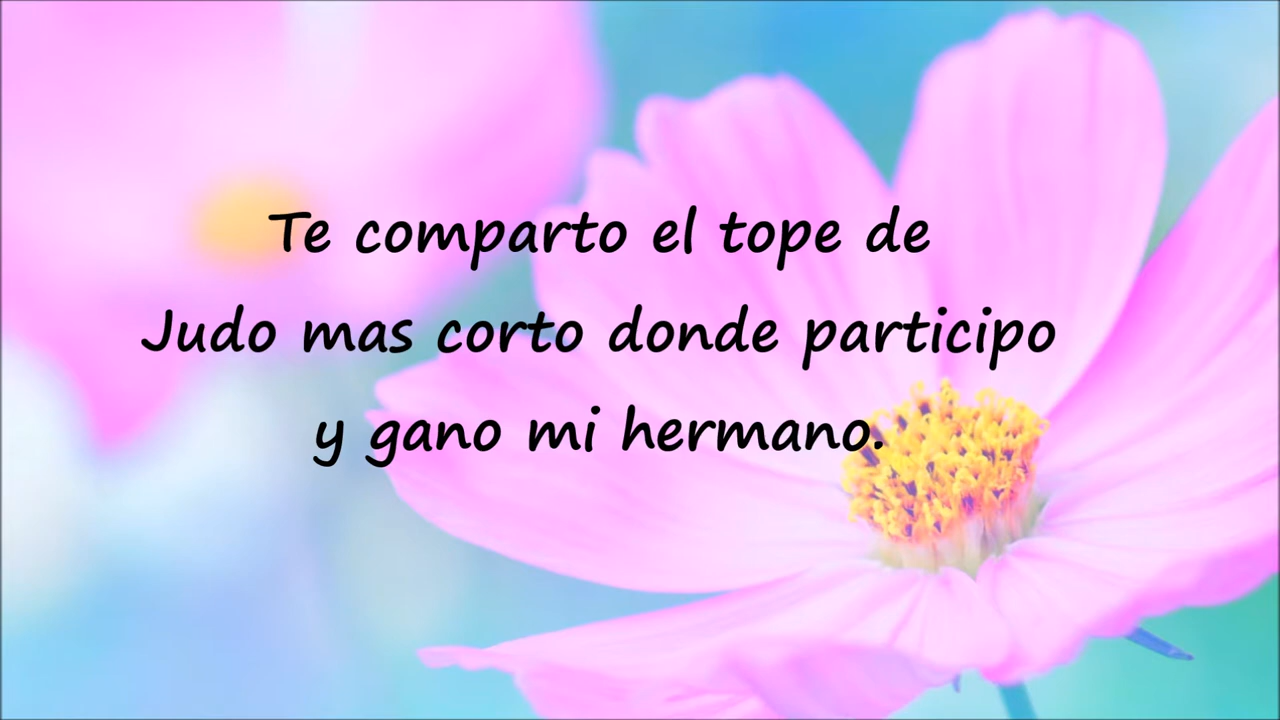 Te comparto el tope de
Judo mas corto donde participo
y gano mi hermano.